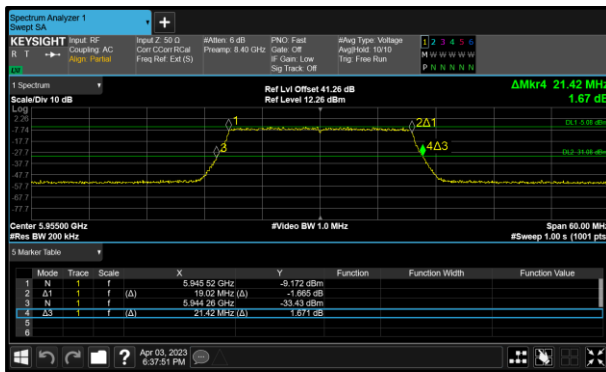 Spectrum Analyzer 1
Swept SA
KEYSIGHT Input: RF Input Z: 50 Ω #Atten: 6 dB PNO: Fast #Avg Type: Voltage 1 2 3 4 5 6
R T Coupling: AC Corr CCorr RCal Preamp: 8.40 GHz Gate: Off Avg|Hold: 10/10 M W W W W W
Align: Partial Freq Ref: Ext (S) IF Gain: Low Trig: Free Run P N N N N N
Sig Track: Off
1 Spectrum Ref Lvl Offset 41.26 dB ΔMkr4 21.42 MHz
Scale/Div 10 dB Ref Level 12.26 dBm 1.67 dB
Log
2.26 1 2Δ1 DL1 -5.08 dBm
-7.74
-17.7 3 4Δ3
-27.7 DL2 -31.08 dBm
-37.7
-47.7
-57.7
-67.7
-77.7
Center 5.95500 GHz #Video BW 1.0 MHz Span 60.00 MHz
#Res BW 200 kHz #Sweep 1.00 s (1001 pts)
5 Marker Table
Mode Trace Scale X Y Function Function Width Function Value
1 N 1 f 5.945 52 GHz -9.172 dBm
2 Δ1 1 f (Δ) 19.02 MHz (Δ) -1.665 dB
3 N 1 f 5.944 26 GHz -33.43 dBm
4 Δ3 1 f (Δ) 21.42 MHz (Δ) 1.671 dB
5
6
? Apr 03, 2023
6:37:51 PM